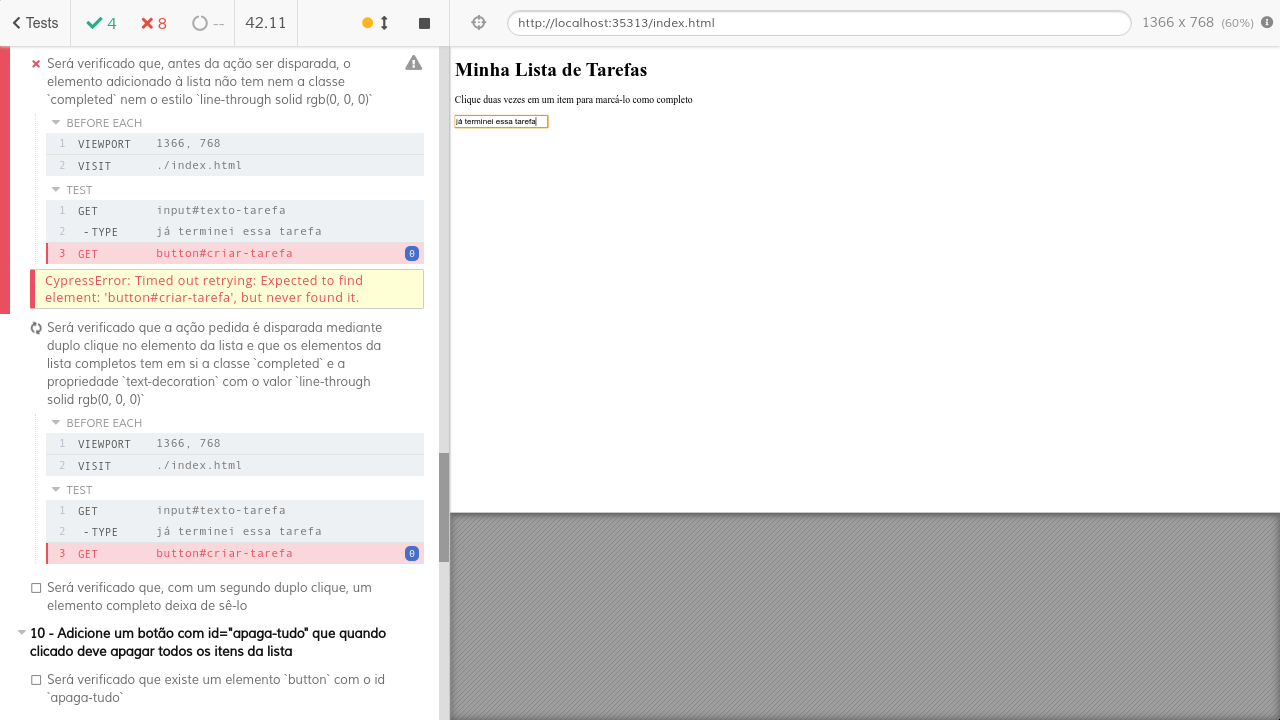 Tests
4
8
--
42.11
http://localhost:35313/index.html
1366 x 768 (60%)
Será verificado que, antes da ação ser disparada, o
elemento adicionado à lista não tem nem a classe
`completed` nem o estilo `line-through solid rgb(0, 0, 0)`
BEFORE EACH
1 VIEWPORT 1366, 768
2 VISIT ./index.html
TEST
1 GET input#texto-tarefa
2 -TYPE já terminei essa tarefa
3 GET button#criar-tarefa 0
CypressError: Timed out retrying: Expected to find
element: 'button#criar-tarefa', but never found it.
Será verificado que a ação pedida é disparada mediante
duplo clique no elemento da lista e que os elementos da
lista completos tem em si a classe `completed` e a
propriedade `text-decoration` com o valor `line-through
solid rgb(0, 0, 0)`
BEFORE EACH
1 VIEWPORT 1366, 768
2 VISIT ./index.html
TEST
1 GET input#texto-tarefa
2 -TYPE já terminei essa tarefa
3 GET button#criar-tarefa 0
Será verificado que, com um segundo duplo clique, um
elemento completo deixa de sê-lo
10 - Adicione um botão com id="apaga-tudo" que quando
clicado deve apagar todos os itens da lista
Será verificado que existe um elemento `button` com o id
`apaga-tudo`
Minha Lista de Tarefas
Clique duas vezes em um item para marcá-lo como completo
já terminei essa tarefa